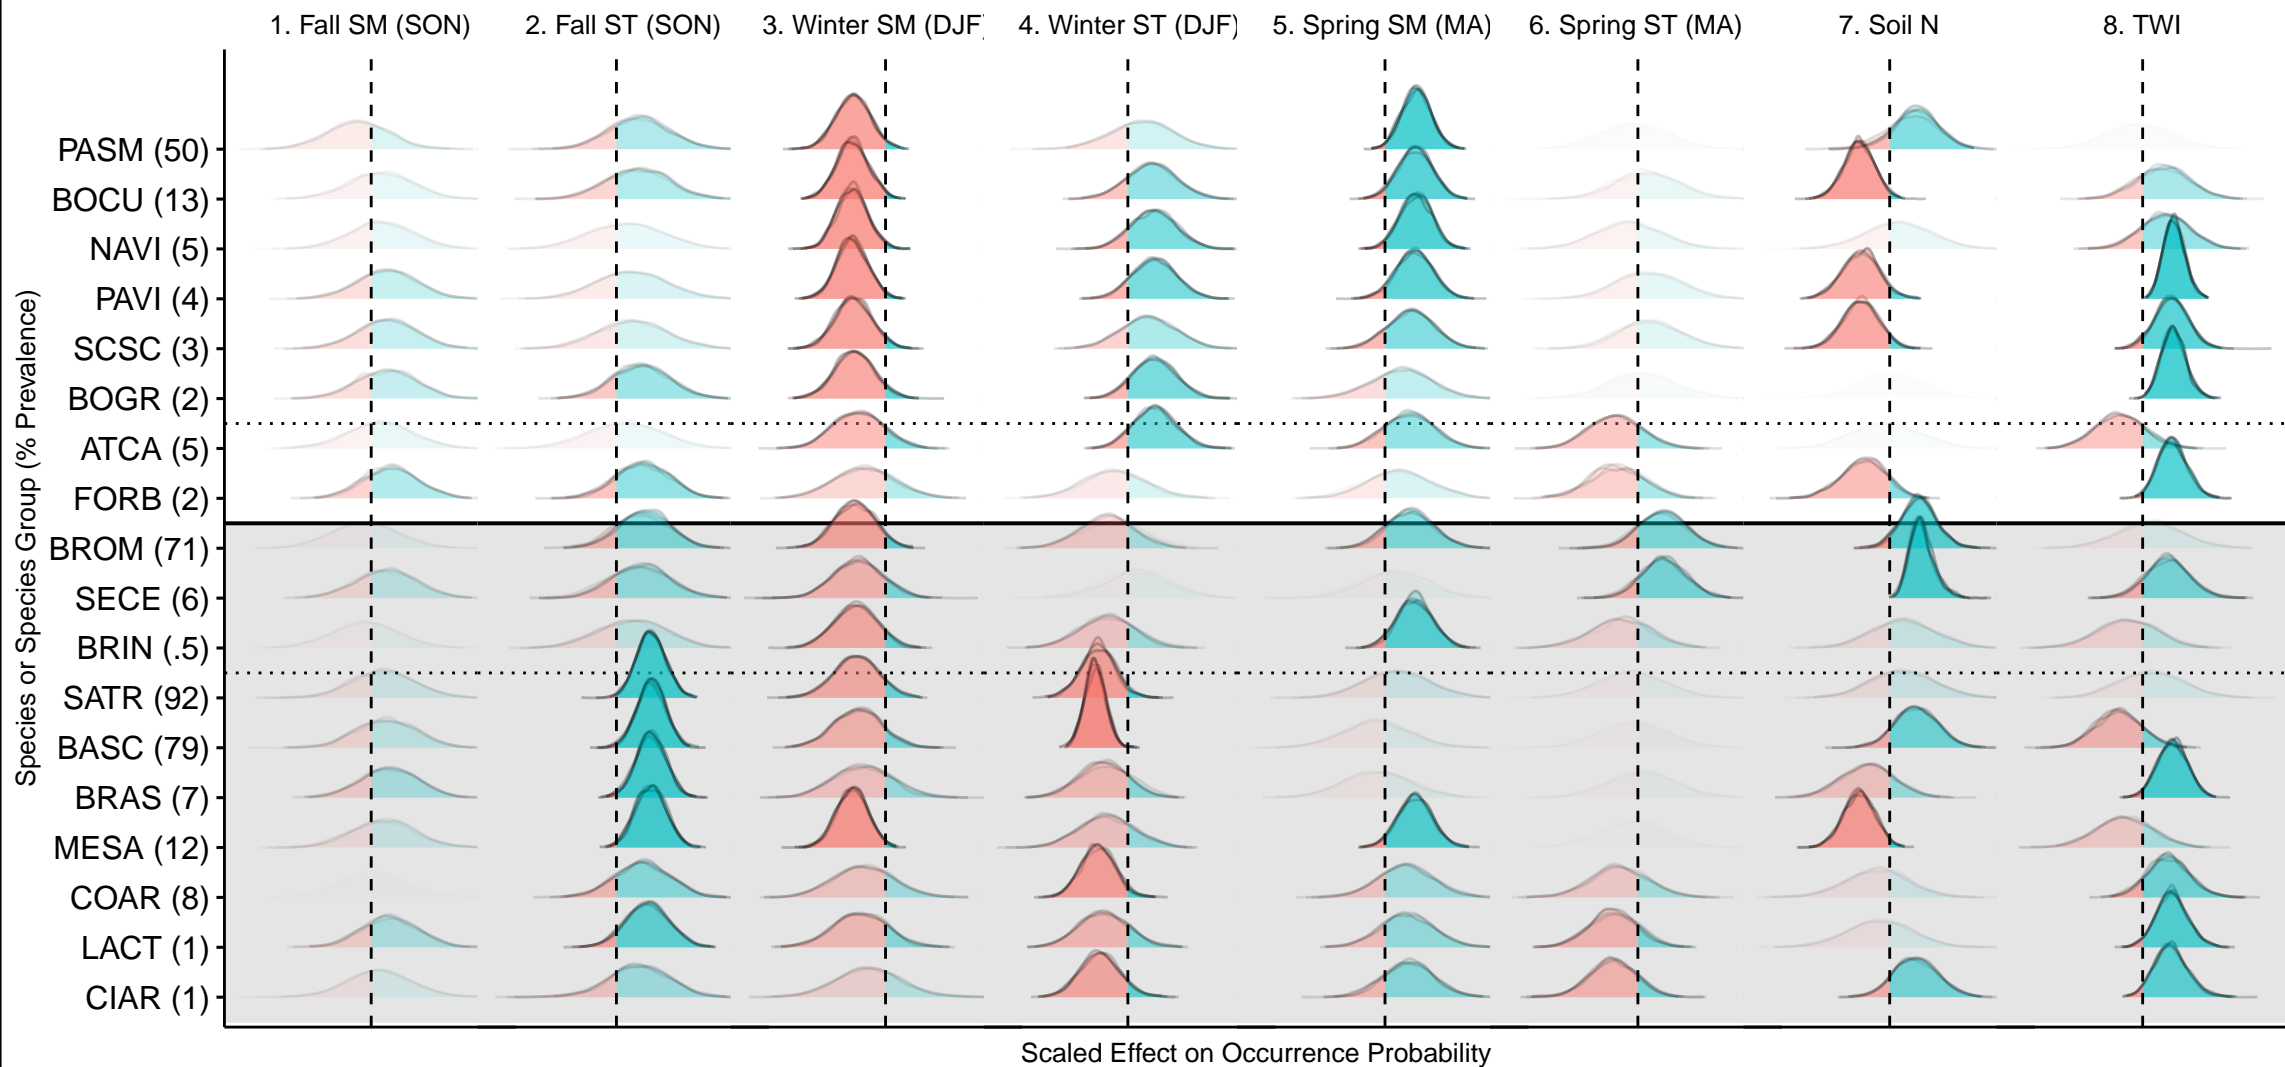 1. Fall SM (SON)
2. Fall ST (SON)
3. Winter SM (DJF)
4. Winter ST (DJF)
5. Spring SM (MA)
6. Spring ST (MA)
7. Soil N
8. TWI
Species or Species Group (% Prevalence)
PASM (50)
BOCU (13)
NAVI (5)
PAVI (4)
SCSC (3)
BOGR (2)
ATCA (5)
FORB (2)
BROM (71)
SECE (6)
BRIN (.5)
SATR (92)
BASC (79)
BRAS (7)
MESA (12)
COAR (8)
LACT (1)
CIAR (1)
Scaled Effect on Occurrence Probability